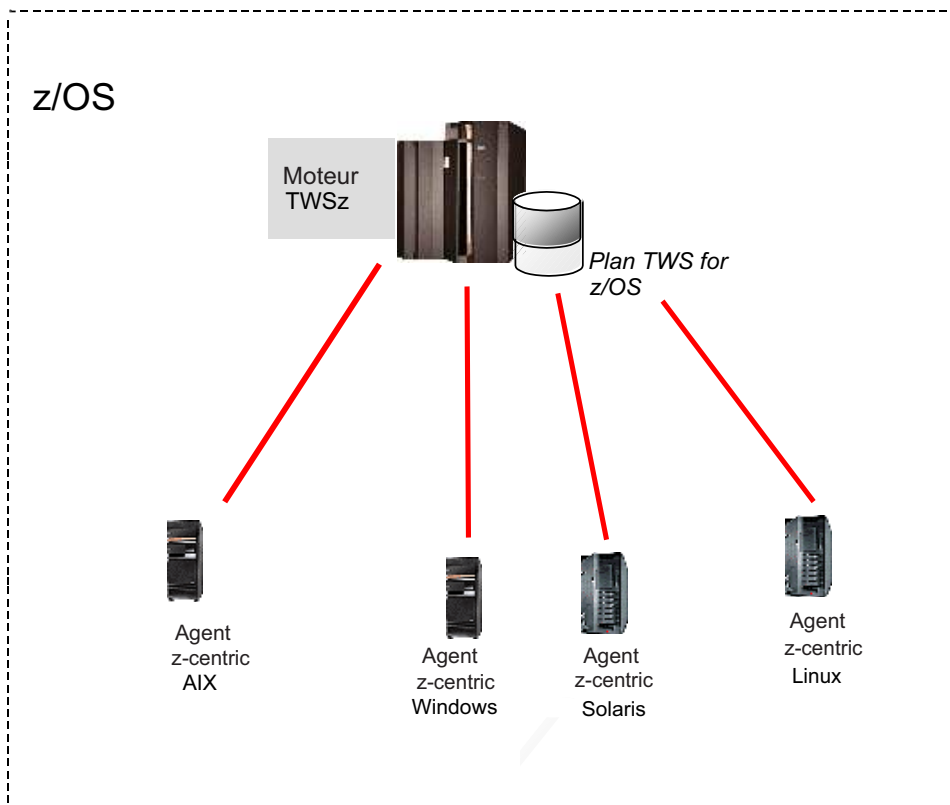 z/OS
Moteur
TWSz
Plan TWS for
z/OS
Agent
z-centric
AIX
Agent
z-centric
Windows
Agent
z-centric
Solaris
Agent
z-centric
Linux